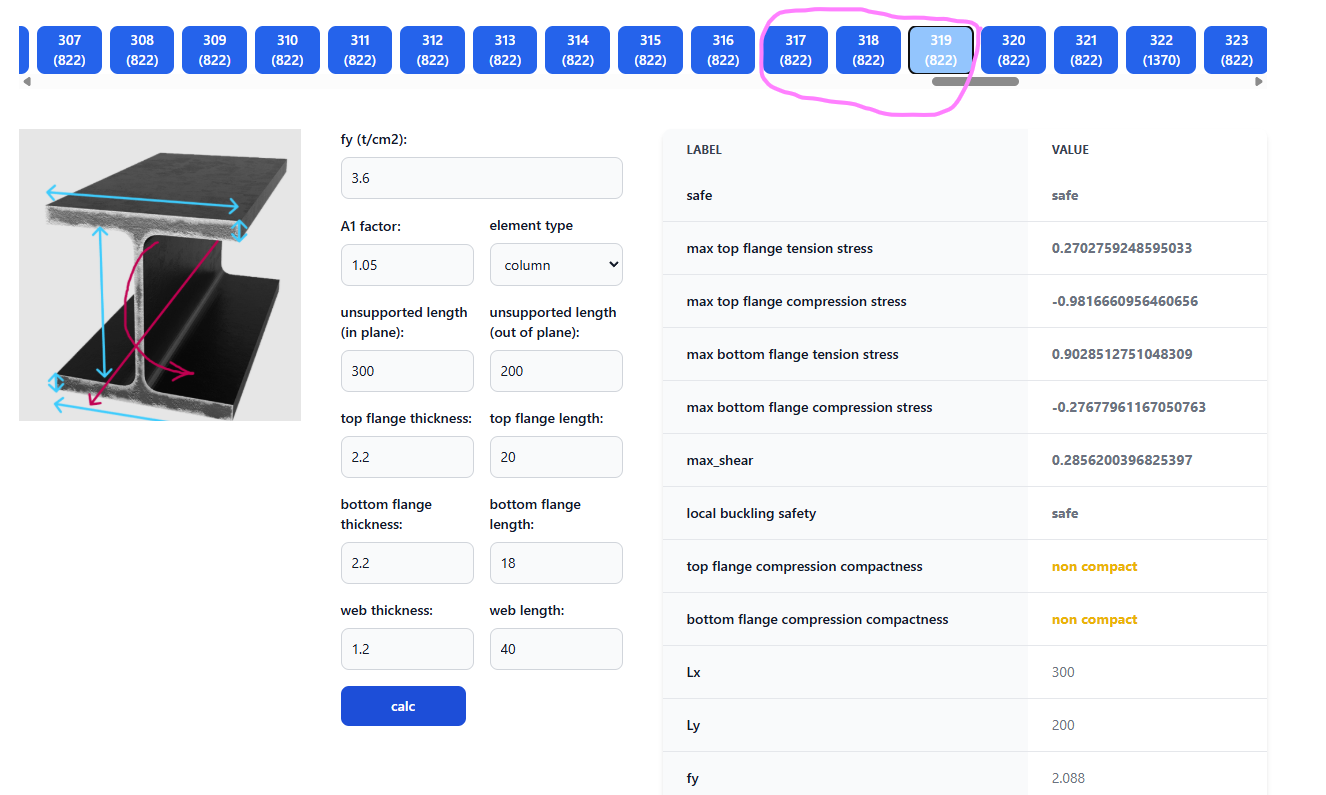 307 308 309 310 311 312 313 314 315 316 317 318 319 320 321 322 323
(822) (822) (822) (822) (822) (822) (822) (822) (822) (822) (822) (822) (822) (822) (822) (1370) (822)
fy (t/cm2):
3.6
A1 factor: element type
1.05 column
unsupported length unsupported length
(in plane): (out of plane):
300 200
top flange thickness: top flange length:
2.2 20
bottom flange bottom flange
thickness: length:
2.2 18
web thickness: web length:
1.2 40
calc
LABEL VALUE
safe safe
max top flange tension stress 0.2702759248595033
max top flange compression stress -0.9816660956460656
max bottom flange tension stress 0.9028512751048309
max bottom flange compression stress -0.27677961167050763
max_shear 0.2856200396825397
local buckling safety safe
top flange compression compactness non compact
bottom flange compression compactness non compact
Lx 300
Ly 200
fy 2.088